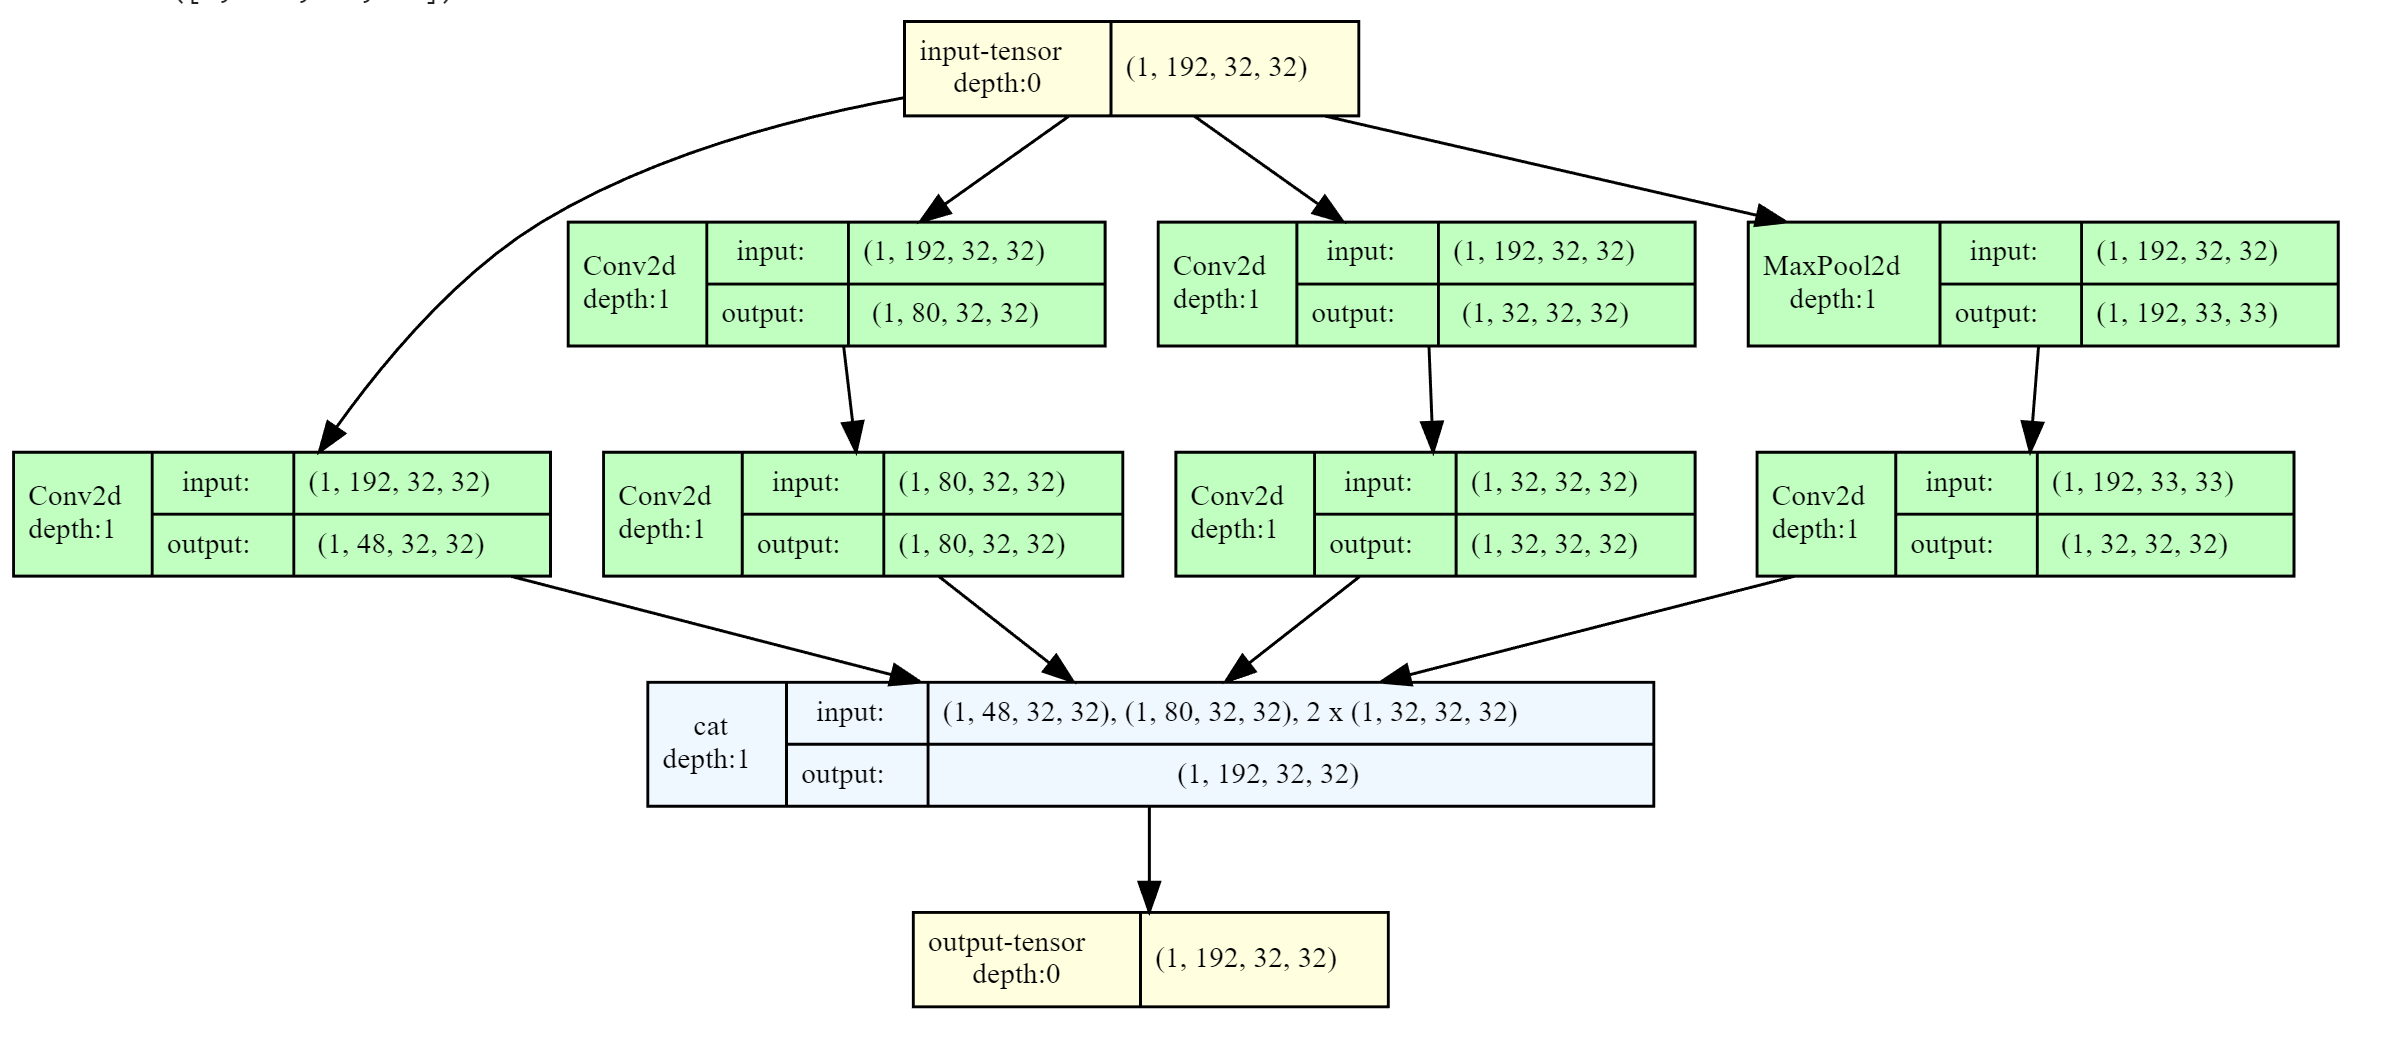 input-tensor
depth:0
(1, 192, 32, 32)
Conv2d
depth:1
input:
(1, 192, 32, 32)
output:
(1, 80, 32, 32)
Conv2d
depth:1
input:
(1, 192, 32, 32)
output:
(1, 32, 32, 32)
MaxPool2d
depth:1
input:
(1, 192, 32, 32)
output:
(1, 192, 33, 33)
Conv2d
depth:1
input:
(1, 192, 32, 32)
output:
(1, 48, 32, 32)
Conv2d
depth:1
input:
(1, 80, 32, 32)
output:
(1, 80, 32, 32)
Conv2d
depth:1
input:
(1, 32, 32, 32)
output:
(1, 32, 32, 32)
Conv2d
depth:1
input:
(1, 192, 33, 33)
output:
(1, 32, 32, 32)
cat
depth:1
input:
(1, 48, 32, 32), (1, 80, 32, 32), 2 x (1, 32, 32, 32)
output:
(1, 192, 32, 32)
output-tensor
depth:0
(1, 192, 32, 32)